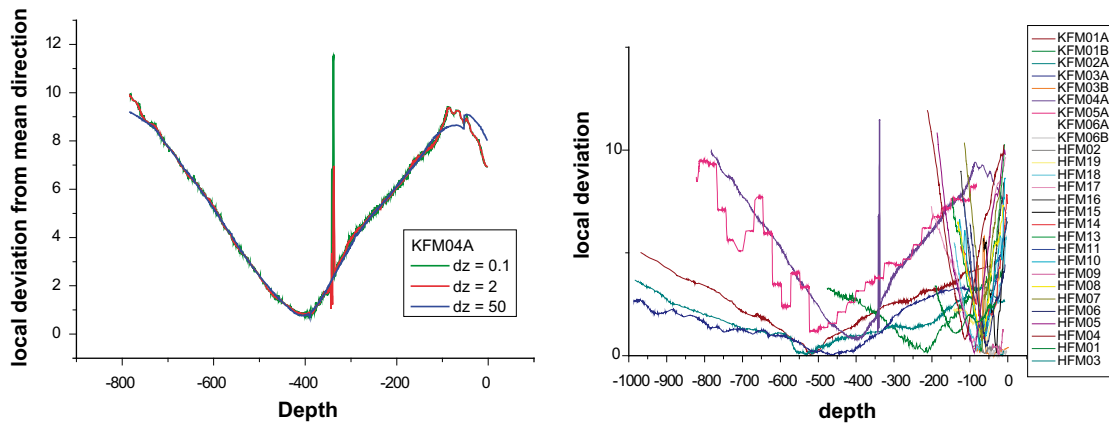 local deviation from mean direction
12
10
8
6
4
2
0
-800
-600
-400
-200
0
Depth
KFM04A
dz = 0.1
dz = 2
dz = 50
local deviation
10
0
-1000
-900
-800
-700
-600
-500
-400
-300
-200
-100
0
depth
KFM01A
KFM01B
KFM02A
KFM03A
KFM03B
KFM04A
KFM05A
KFM06A
KFM06B
HFM02
HFM19
HFM18
HFM17
HFM16
HFM15
HFM14
HFM13
HFM11
HFM10
HFM09
HFM08
HFM07
HFM06
HFM05
HFM04
HFM01
HFM03